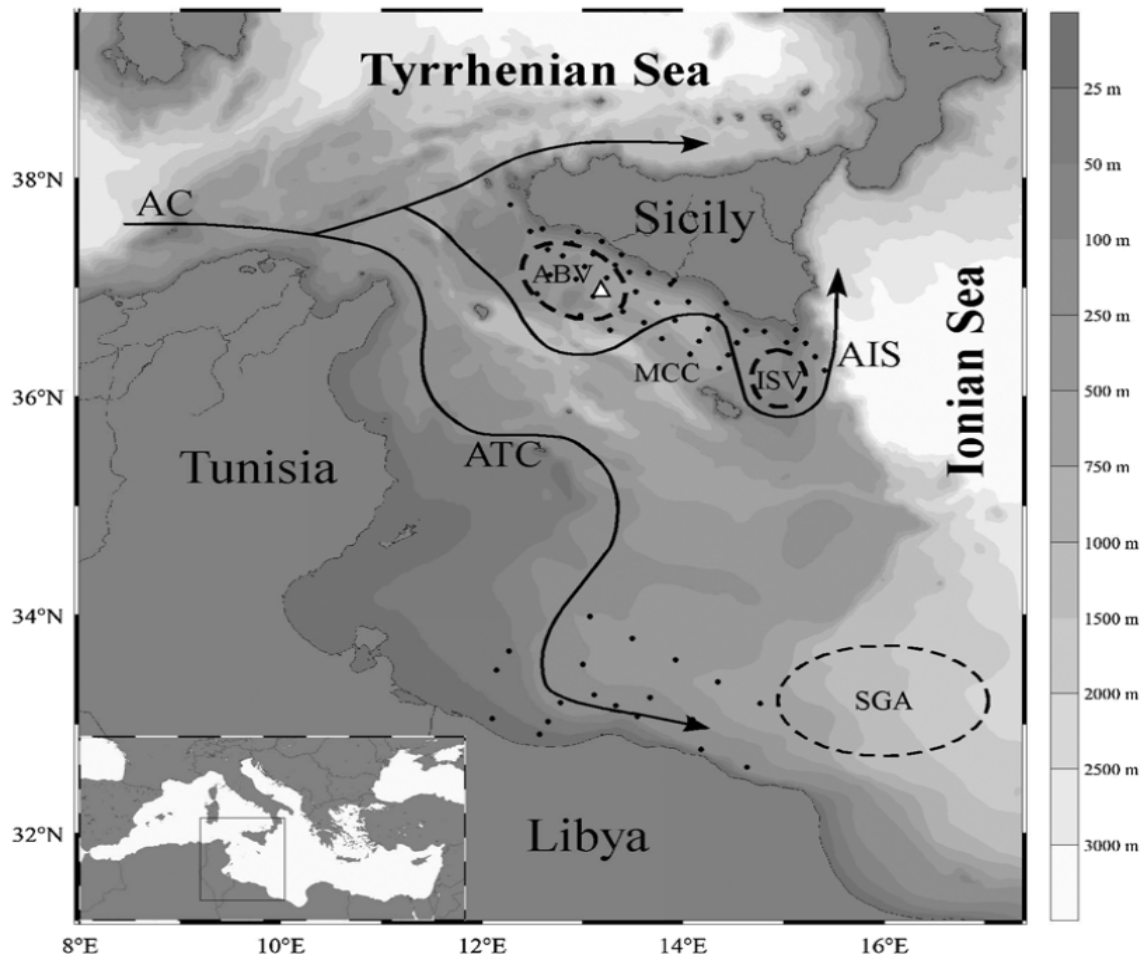 Tyrrhenian Sea
25 m
50 m
38°N
AC
Sicily
100 m
ABV
250 m
MCC
ISV
AIS
36°N
500 m
Ionian Sea
Tunisia
ATC
750 m
1000 m
34°N
1500 m
SGA
2000 m
2500 m
32°N
Libya
3000 m
8°E
10°E
12°E
14°E
16°E